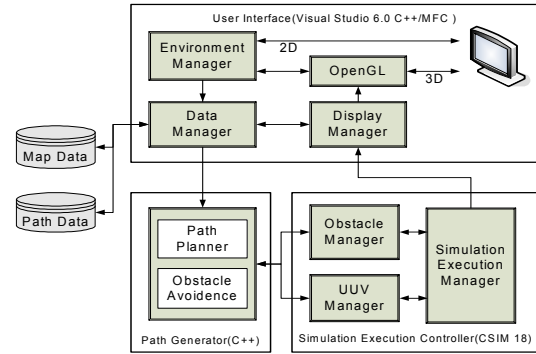 User Interface(Visual Studio 6.0 C++/MFC )
Environment
Manager
2D
OpenGL
3D
Data
Manager
Display
Manager
Map Data
Path Data
Path
Planner
Obstacle
Avoidence
Path Generator(C++)
Obstacle
Manager
UUV
Manager
Simulation
Execution
Manager
Simulation Execution Controller(CSIM 18)